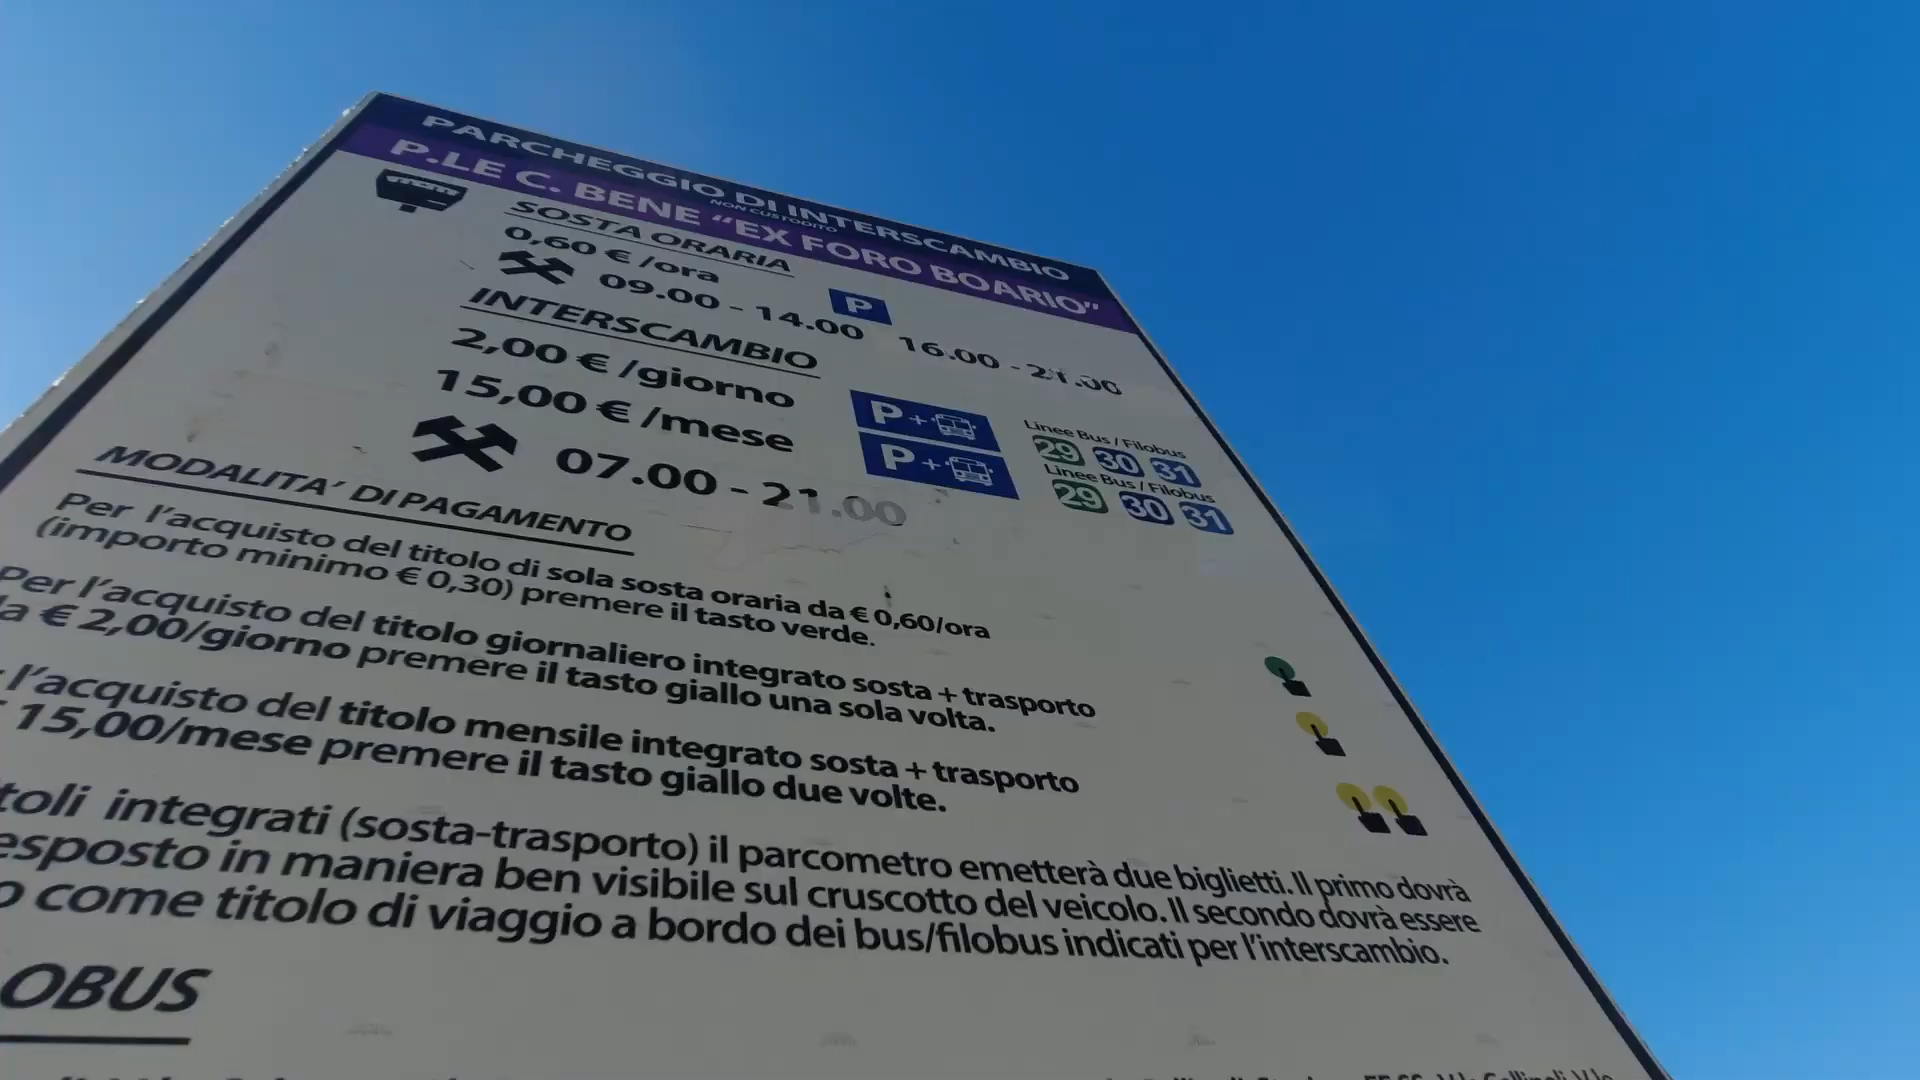 PARCHEGGIO DI INTERSCAMBIO
NON CUSTODITO
P.LE C. BENE “EX FORO BOARIO”
SOSTA ORARIA
0,60 € /ora
P
09.00 - 14.00 16.00 - 21.00
INTERSCAMBIO
2,00 € /giorno
P+
Linee Bus / Filobus
29 30 31
15,00 € /mese
P+
Linee Bus / Filobus
29 30 31
07.00 - 21.00
MODALITA’ DI PAGAMENTO
Per l’acquisto del titolo di sola sosta oraria da € 0,60/ora
(importo minimo € 0,30) premere il tasto verde.
Per l’acquisto del titolo giornaliero integrato sosta + trasporto
€ 2,00/giorno premere il tasto giallo una sola volta.
l’acquisto del titolo mensile integrato sosta + trasporto
15,00/mese premere il tasto giallo due volte.
toli integrati (sosta-trasporto) il parcometro emetterà due biglietti. Il primo dovrà
esposto in maniera ben visibile sul cruscotto del veicolo. Il secondo dovrà essere
come titolo di viaggio a bordo dei bus/filobus indicati per l’interscambio.
OBUS